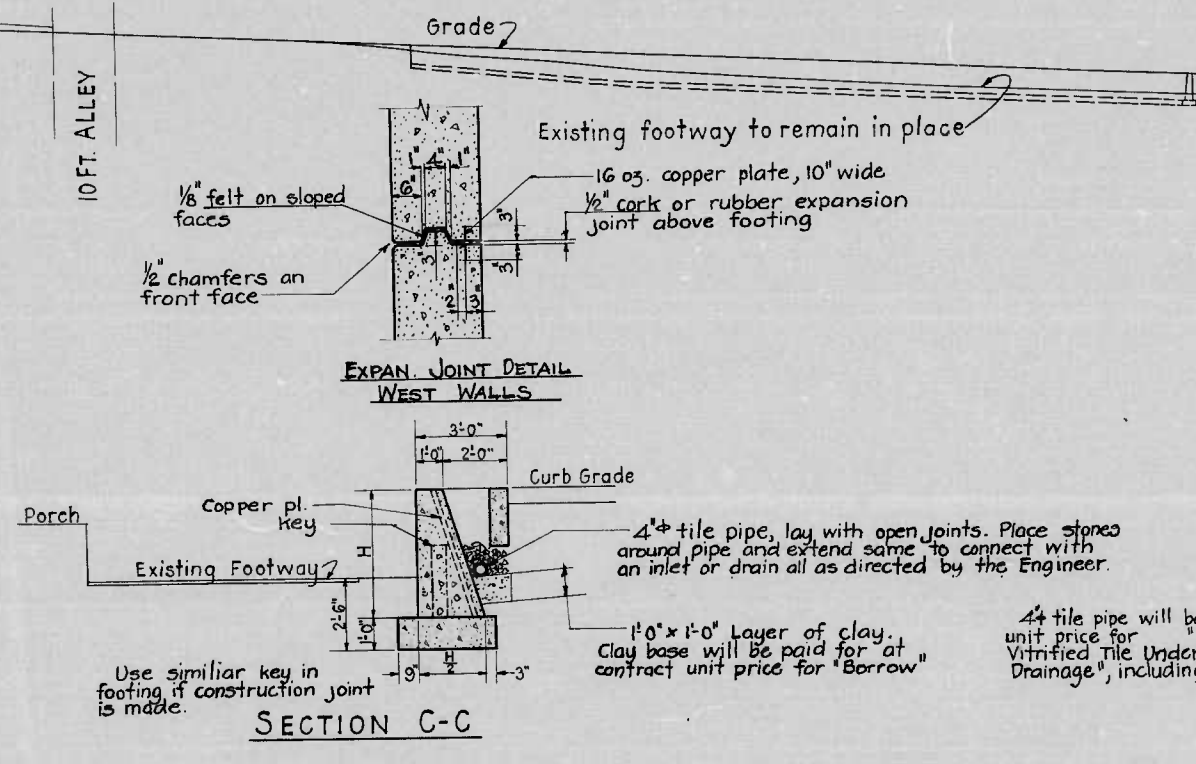 Grade
10 FT. ALLEY
Existing footway to remain in place
1" 4" 1"
6"
16 oz. copper plate, 10" wide
1/8" felt on sloped
faces
1/2" cork or rubber expansion
joint above footing
3"
3"
3"
1/2" chamfers an
front face
2" 3"
EXPAN. JOINT DETAIL
WEST WALLS
3'-0"
1'-0" 2'-0"
Curb Grade
Copper pl.
Key
Porch
H
4"φ tile pipe, lay with open joints. Place stones
around pipe and extend same to connect with
an inlet or drain all as directed by the Engineer.
Existing Footway
2'-6"
1'-0"
1'-0" x 1'-0" Layer of clay.
Clay base will be paid for at
contract unit price for "Borrow"
4"φ tile pipe will be
unit price for "
Vitrified Tile Under
Drainage", including
Use similiar key in
footing if construction joint
is made.
9" H/2 3"
SECTION C-C